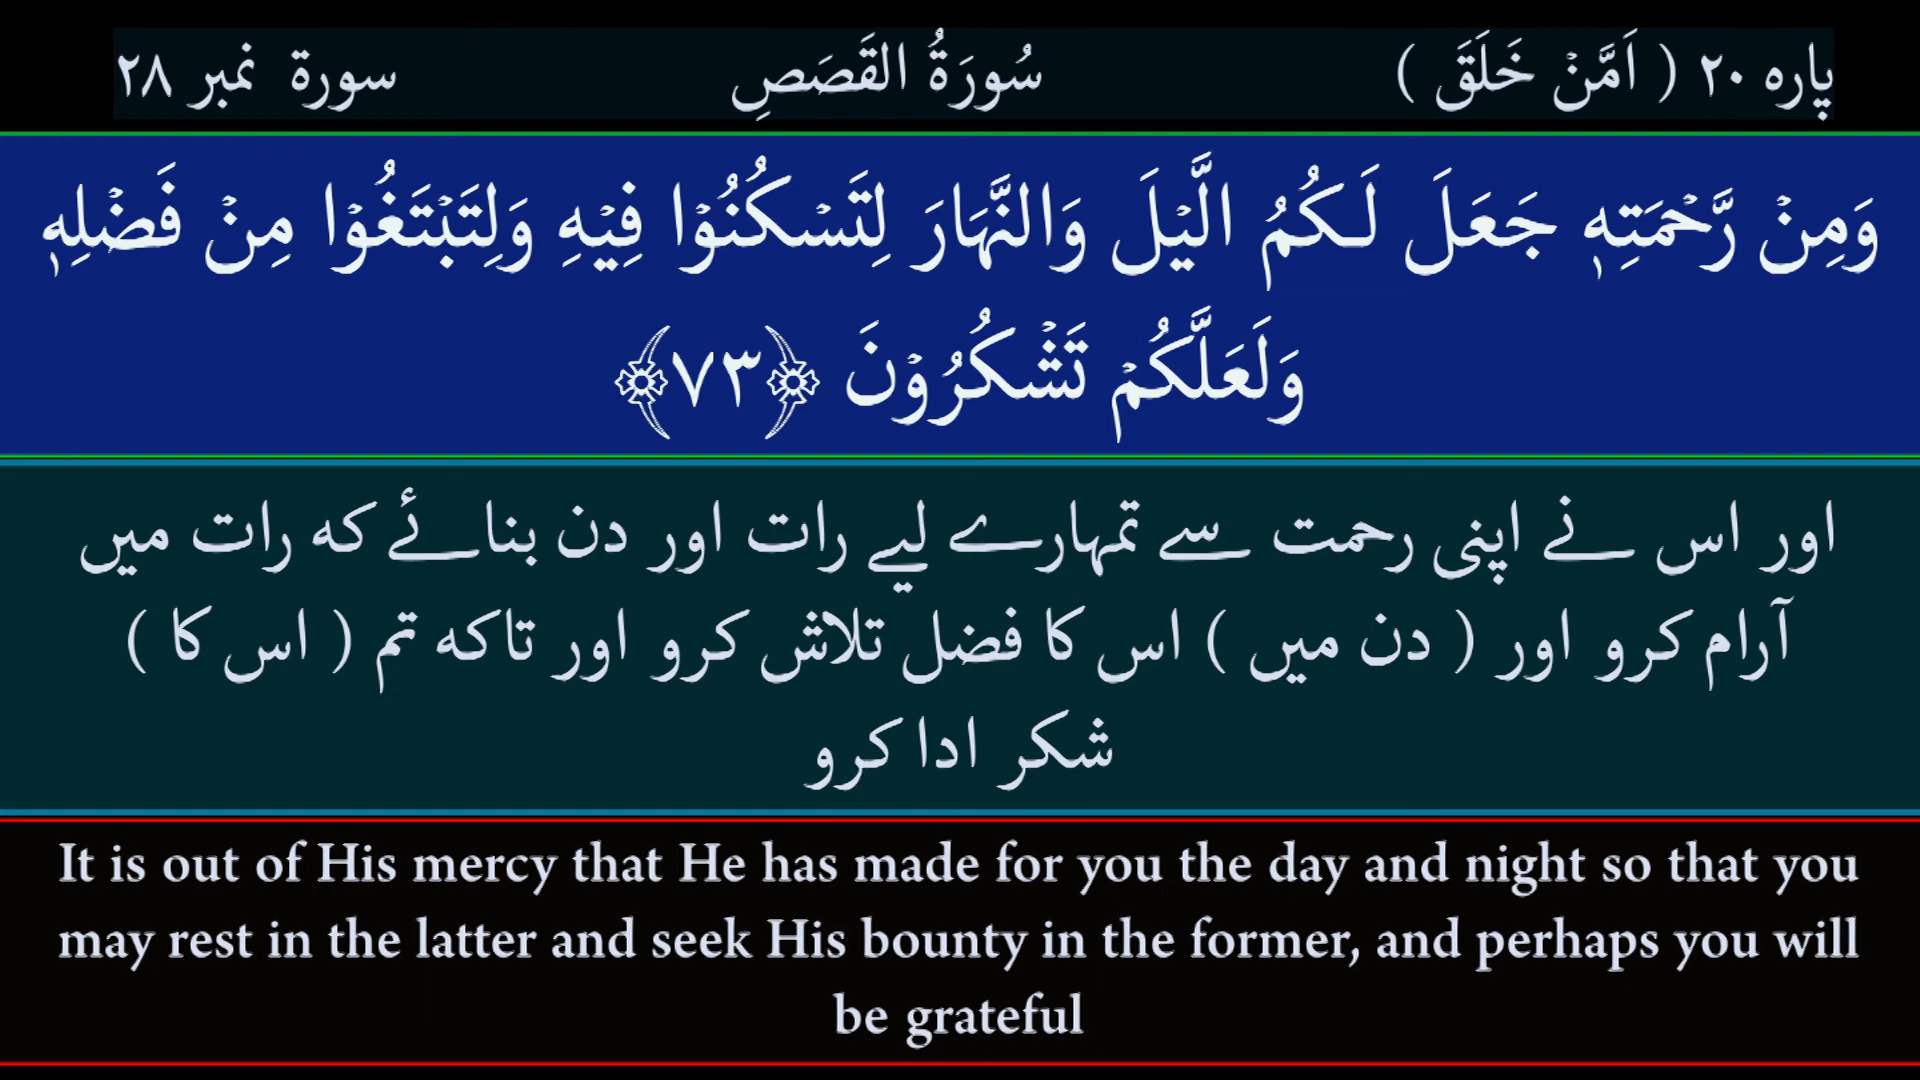 پاره ۲۰ ( اَمَّنْ خَلَقَ ) سُورَةُ القَصَصِ سورة نمبر ۲۸
وَمِنْ رَّحْمَتِهٖ جَعَلَ لَـكُمُ الَّيْلَ وَالنَّهَارَ لِتَسْكُنُوْا فِيْهِ وَلِتَبْتَغُوْا مِنْ فَضْلِهٖ
وَلَعَلَّكُمْ تَشْكُرُوْنَ ﴿۷۳﴾
اور اس نے اپنی رحمت سے تمہارے لیے رات اور دن بنائے که رات میں
آرام کرو اور ( دن میں ) اس کا فضل تلاش کرو اور تاکه تم ( اس کا )
شکر ادا کرو
It is out of His mercy that He has made for you the day and night so that you
may rest in the latter and seek His bounty in the former, and perhaps you will
be grateful